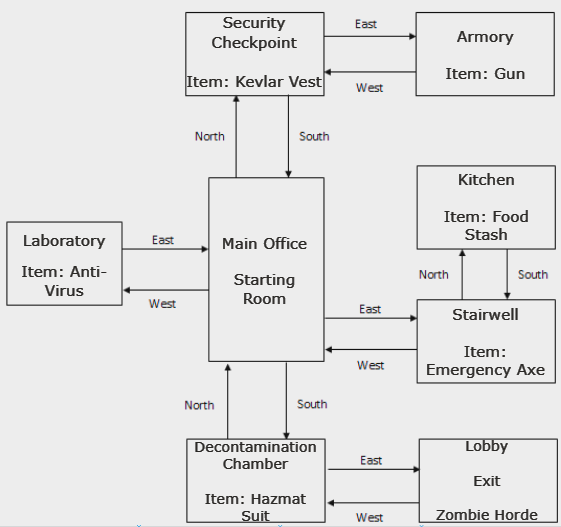 Security
Checkpoint
Item: Kevlar Vest
East
West
Armory
Item: Gun
North
South
Kitchen
Item: Food
Stash
Laboratory
Item: Anti-
Virus
East
West
Main Office
Starting
Room
North
South
East
West
Stairwell
Item:
Emergency Axe
North
South
Decontamination
Chamber
Item: Hazmat
Suit
East
West
Lobby
Exit
Zombie Horde